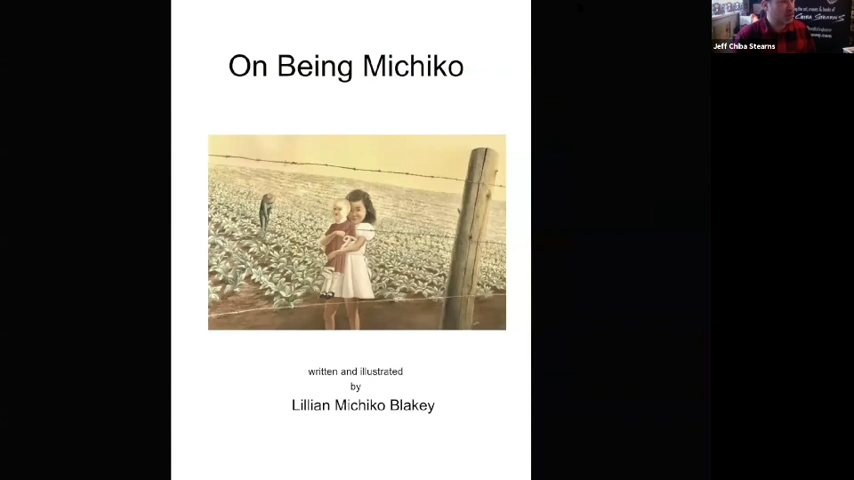 On Being Michiko
written and illustrated
by
Lillian Michiko Blakey
Jeff Chiba Stearns